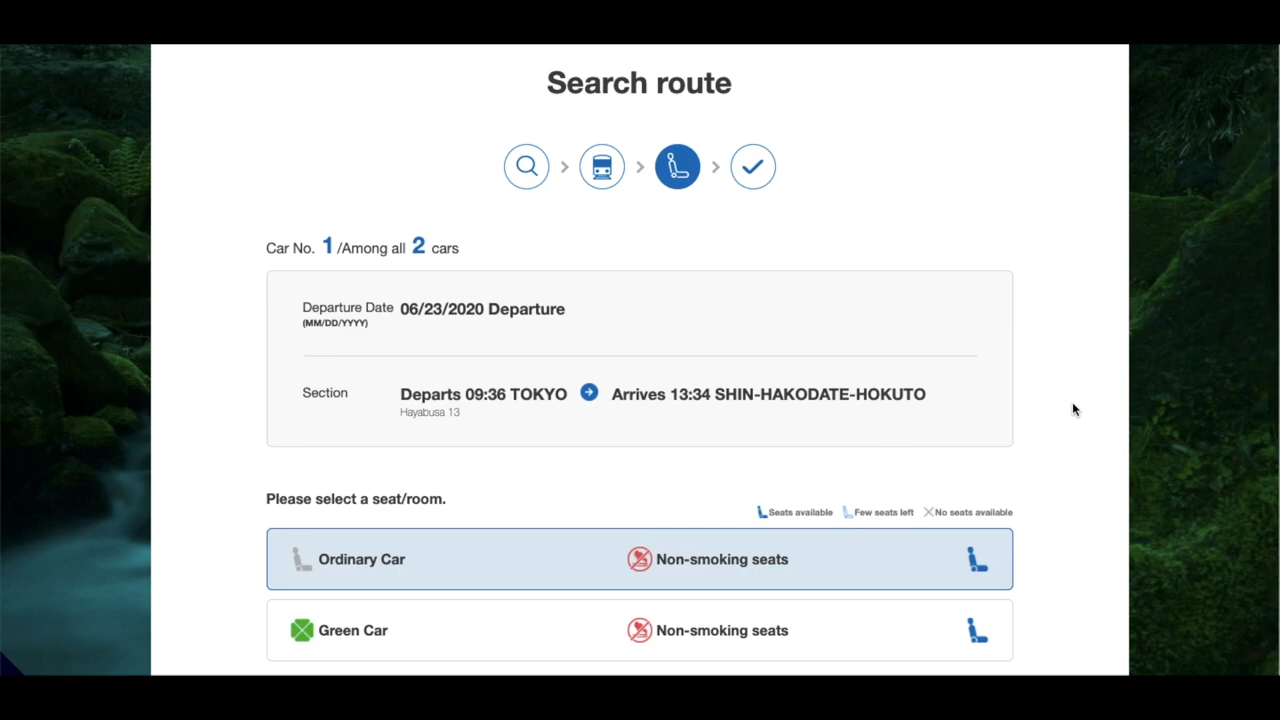 Search route
Car No. 1 /Among all 2 cars
Departure Date 06/23/2020 Departure
(MM/DD/YYYY)
Section Departs 09:36 TOKYO Arrives 13:34 SHIN-HAKODATE-HOKUTO
Hayabusa 13
Please select a seat/room.
Seats available Few seats left No seats available
Ordinary Car Non-smoking seats
Green Car Non-smoking seats